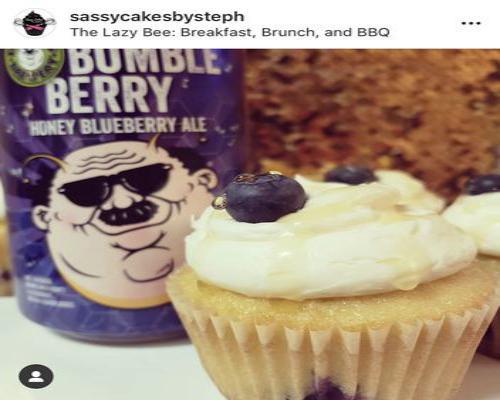 sassycakesbysteph
The Lazy Bee: Breakfast, Brunch, and BBQ
BUMBLE
BERRY
HONEY BLUEBERRY ALE